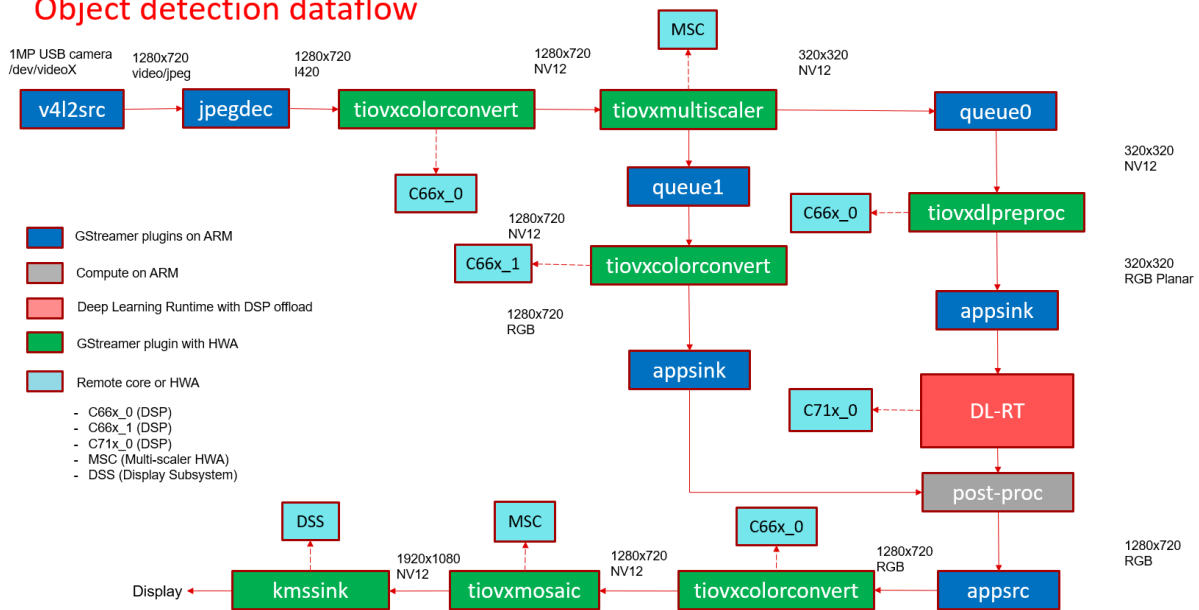 Object detection dataflow
1MP USB camera
/dev/videoX
1280x720
video/jpeg
1280x720
I420
1280x720
NV12
MSC
320x320
NV12
v4l2src
jpegdec
tiovxcolorconvert
tiovxmultiscaler
queue0
C66x_0
queue1
320x320
NV12
C66x_0
tiovxdlpreproc
1280x720
NV12
C66x_1
tiovxcolorconvert
320x320
RGB Planar
1280x720
RGB
appsink
appsink
C71x_0
DL-RT
post-proc
GStreamer plugins on ARM
Compute on ARM
Deep Learning Runtime with DSP offload
GStreamer plugin with HWA
Remote core or HWA
- C66x_0 (DSP)
- C66x_1 (DSP)
- C71x_0 (DSP)
- MSC (Multi-scaler HWA)
- DSS (Display Subsystem)
DSS
MSC
C66x_0
1280x720
RGB
1920x1080
NV12
1280x720
NV12
1280x720
RGB
Display
kmssink
tiovxmosaic
tiovxcolorconvert
appsrc